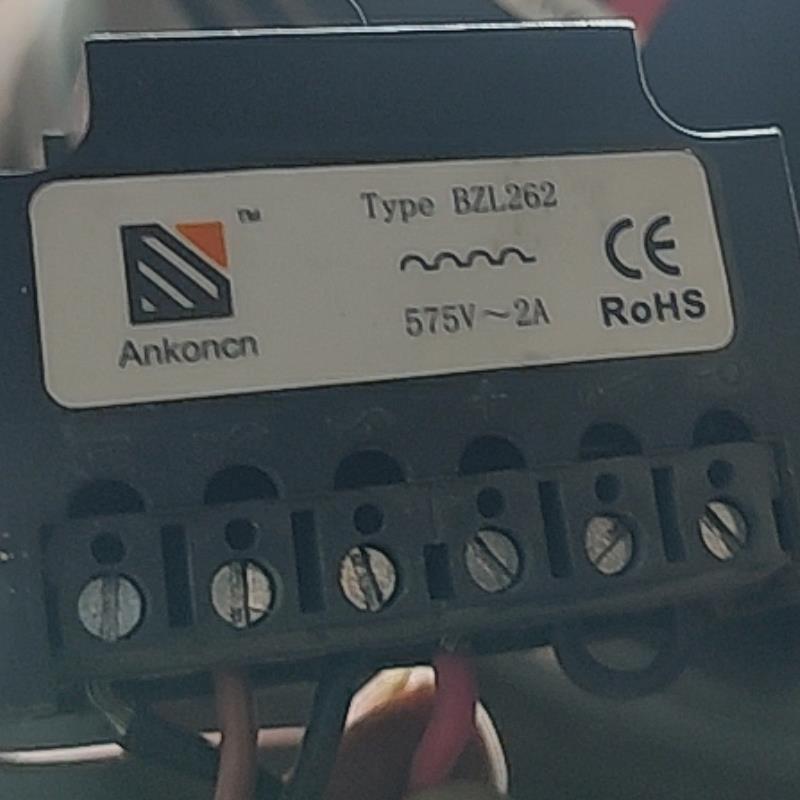 Type BZL262
TM
CE
575V~2A
RoHS
Ankoncn
+